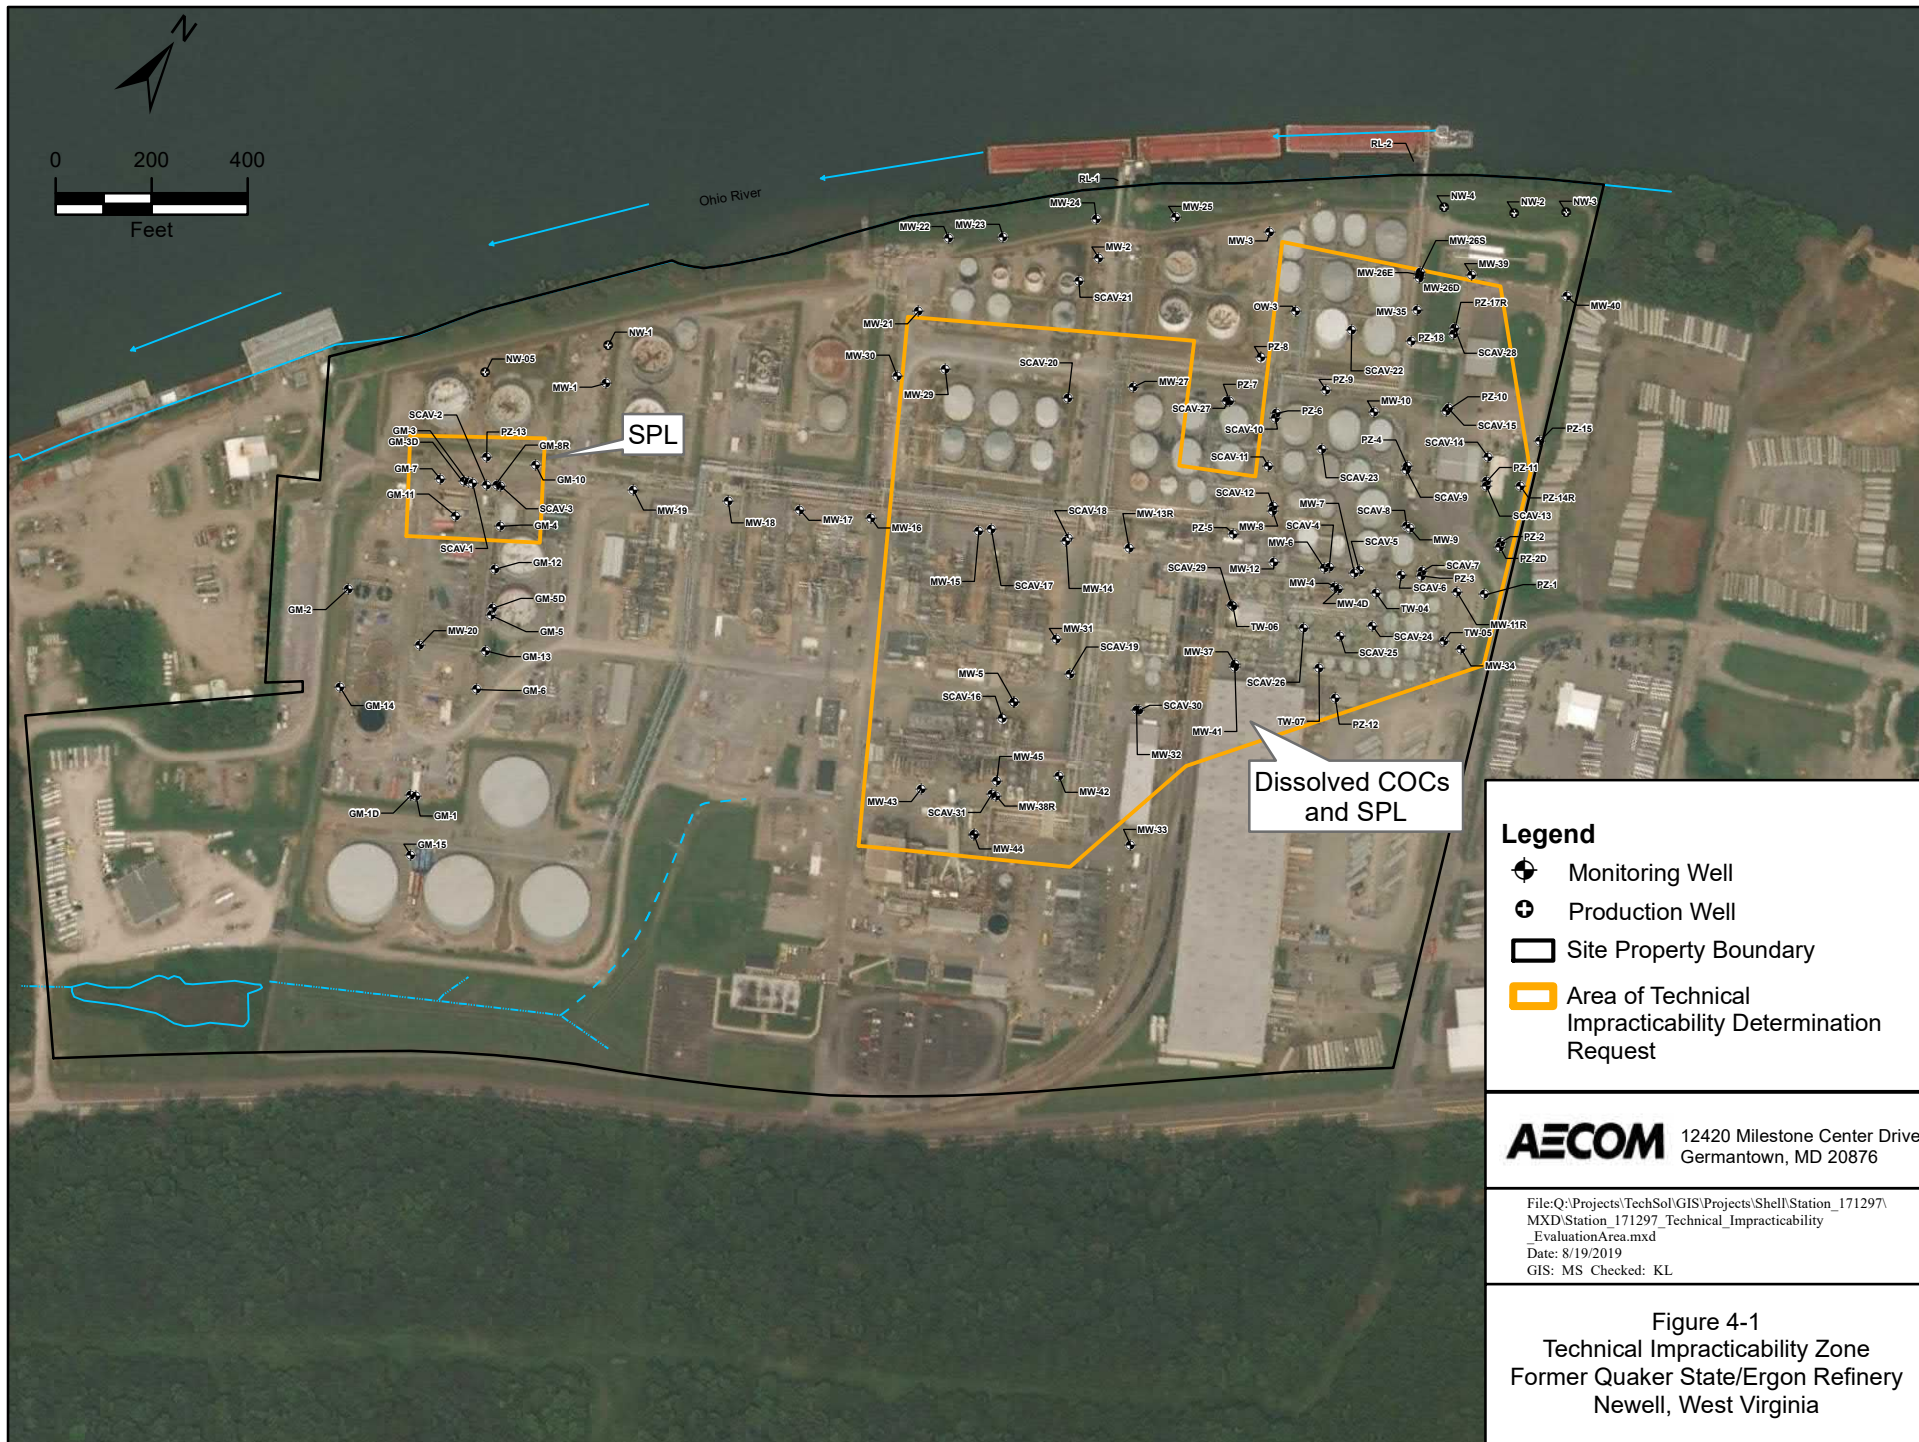 N
0 200 400
Feet
Ohio River
RL-1
RL-2
MW-22
MW-23
MW-24
MW-25
MW-2
MW-3
SCAV-21
NW-4
NW-2
NW-3
MW-26S
MW-26E
MW-39
MW-26D
MW-40
OW-3
MW-35
PZ-17R
PZ-18
SCAV-28
SCAV-22
MW-21
MW-30
MW-29
SCAV-20
MW-27
PZ-8
PZ-7
SCAV-27
PZ-9
PZ-6
MW-10
PZ-10
SCAV-15
SCAV-10
SCAV-11
PZ-4
SCAV-14
PZ-15
PZ-11
SCAV-23
SCAV-9
PZ-14R
SCAV-13
NW-1
NW-05
MW-1
SCAV-2
GM-3
GM-3D
PZ-13
GM-8R
SPL
GM-7
GM-10
GM-11
SCAV-3
GM-4
SCAV-1
GM-12
MW-19
MW-18
MW-17
MW-16
SCAV-18
MW-13R
SCAV-12
MW-7
PZ-5
MW-8
SCAV-4
SCAV-8
MW-6
SCAV-5
MW-9
PZ-2
PZ-2D
MW-15
SCAV-17
MW-14
SCAV-29
MW-12
MW-4
MW-4D
SCAV-7
PZ-3
SCAV-6
PZ-1
TW-04
MW-11R
GM-2
GM-5D
GM-5
MW-20
GM-13
GM-6
GM-14
TW-06
MW-31
SCAV-19
MW-37
SCAV-24
SCAV-25
TW-05
MW-34
MW-5
SCAV-16
SCAV-26
SCAV-30
TW-07
PZ-12
MW-41
MW-32
MW-45
MW-43
MW-42
SCAV-31
MW-38R
MW-44
MW-33
GM-1D
GM-1
GM-15
Dissolved COCs
and SPL
Legend
Monitoring Well
Production Well
Site Property Boundary
Area of Technical
Impracticability Determination
Request
AECOM
12420 Milestone Center Drive
Germantown, MD 20876
File:Q:\Projects\TechSol\GIS\Projects\Shell\Station_171297\
MXD\Station_171297_Technical_Impracticability
_EvaluationArea.mxd
Date: 8/19/2019
GIS: MS Checked: KL
Figure 4-1
Technical Impracticability Zone
Former Quaker State/Ergon Refinery
Newell, West Virginia